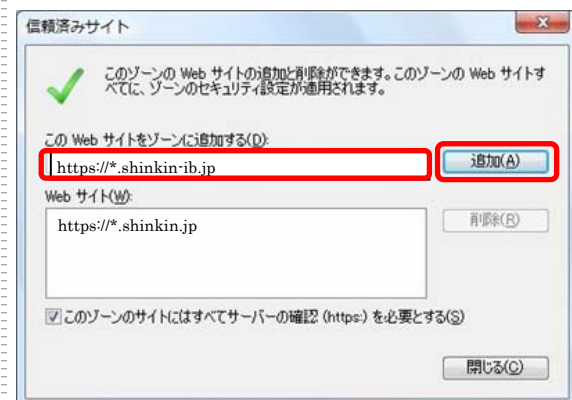 信頼済みサイト
このゾーンの Web サイトの追加と削除ができます。このゾーンの Web サイトす
べてに、ゾーンのセキュリティ設定が適用されます。
この Web サイトをゾーンに追加する(D):
https://*.shinkin-ib.jp
追加(A)
Web サイト(W):
https://*.shinkin.jp
削除(R)
このゾーンのサイトにはすべてサーバーの確認 (https:) を必要とする(S)
閉じる(C)